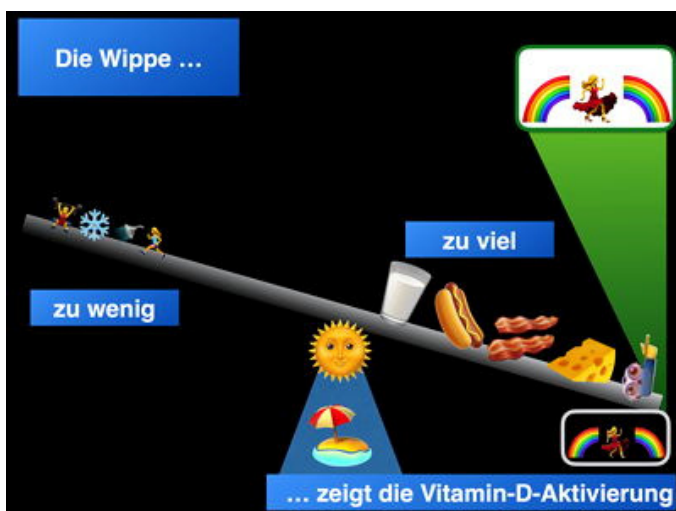 Die Wippe …
zu viel
zu wenig
… zeigt die Vitamin-D-Aktivierung